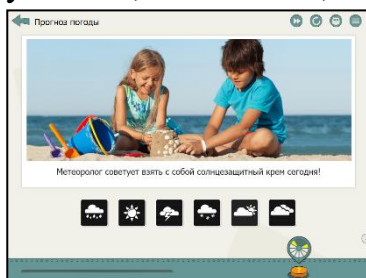 Прогноз погоды
Метеоролог советует взять с собой солнцезащитный крем сегодня!